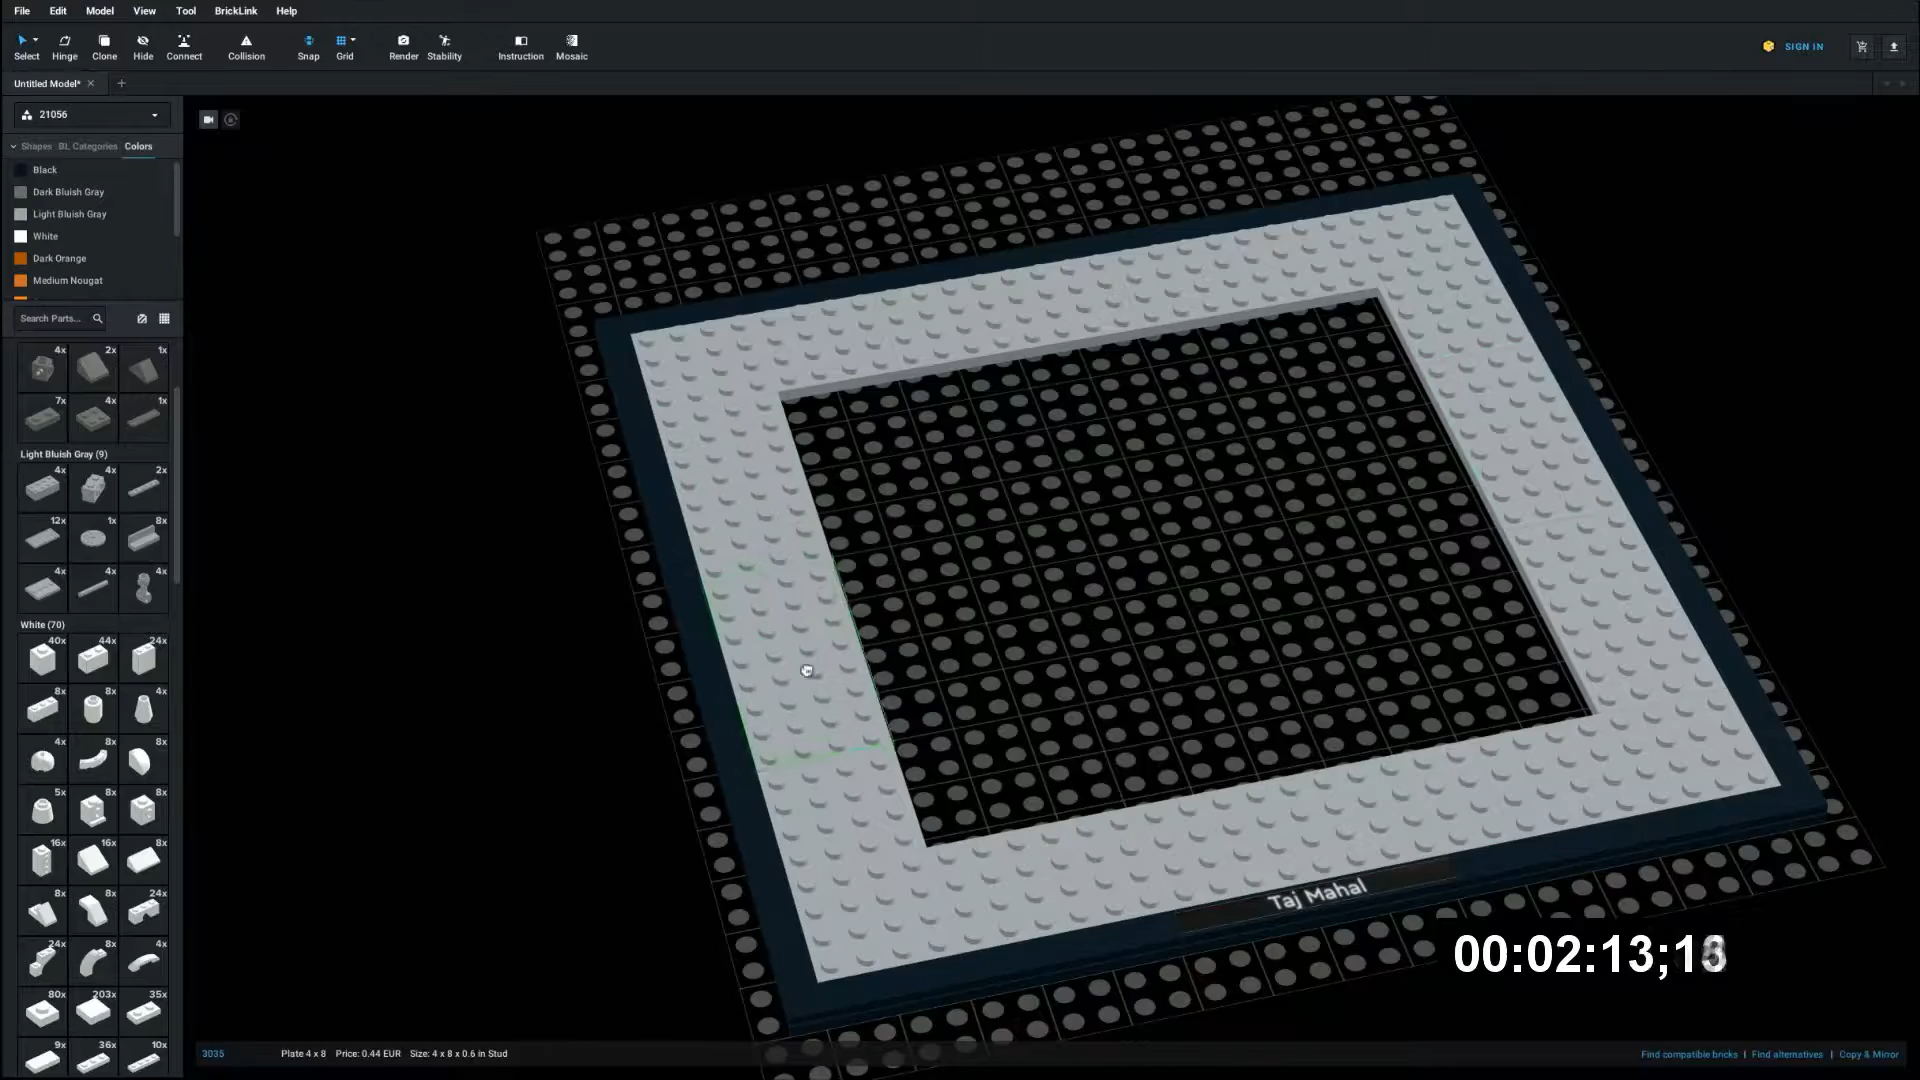 File Edit Model View Tool BrickLink Help
Select Hinge Clone Hide Connect Collision Snap Grid Render Stability Instruction Mosaic
SIGN IN
Untitled Model*
21056
Shapes BL Categories Colors
Black
Dark Bluish Gray
Light Bluish Gray
White
Dark Orange
Medium Nougat
Search Parts...
4x 2x 1x
7x 4x 1x
Light Bluish Gray (9)
4x 4x 2x
12x 1x 8x
4x 4x 4x
White (70)
40x 44x 24x
8x 8x 4x
4x 8x 8x
5x 8x 8x
16x 16x 8x
8x 8x 24x
24x 8x 4x
80x 203x 35x
9x 36x 10x
Taj Mahal
00:02:13;1
3035 Plate 4 x 8 Price: 0.44 EUR Size: 4 x 8 x 0.6 in Stud
Find compatible bricks | Find alternatives | Copy & Mirror